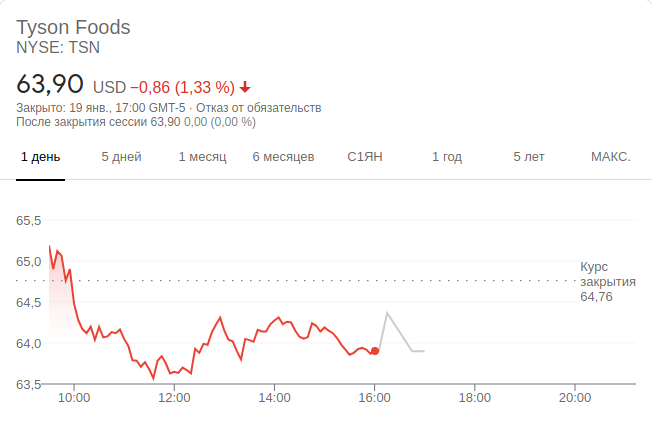 Tyson Foods
NYSE: TSN
63,90 USD −0,86 (1,33 %)
Закрыто: 19 янв., 17:00 GMT-5 · Отказ от обязательств
После закрытия сессии 63,90 0,00 (0,00 %)
1 день 5 дней 1 месяц 6 месяцев С1ЯН 1 год 5 лет МАКС.
65,5
65,0
64,5
64,0
63,5
Курс
закрытия
64,76
10:00 12:00 14:00 16:00 18:00 20:00